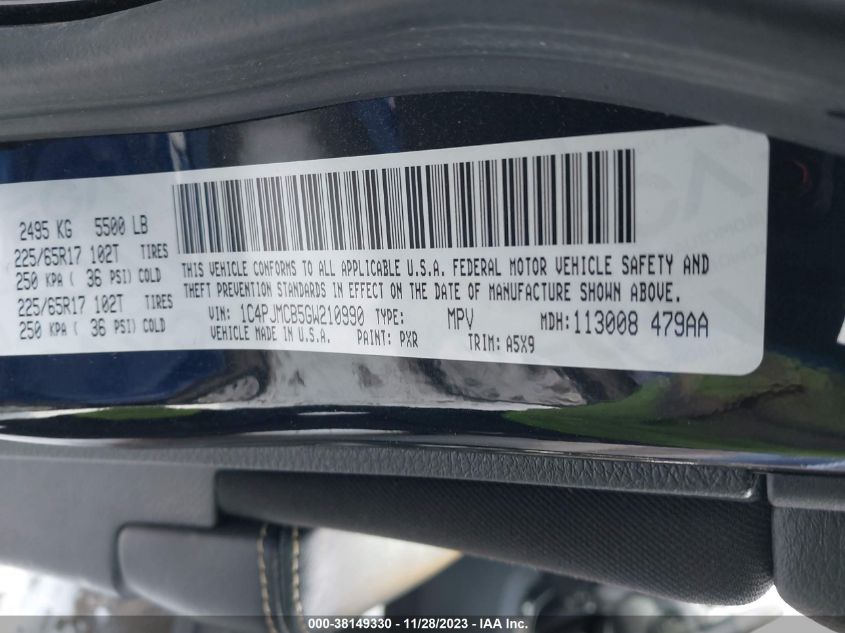 2495 KG 5500 LB
225/65R17 102T TIRES
250 KPA ( 36 PSI) COLD
225/65R17 102T TIRES
250 KPA ( 36 PSI) COLD
THIS VEHICLE CONFORMS TO ALL APPLICABLE U.S.A. FEDERAL MOTOR VEHICLE SAFETY AND
THEFT PREVENTION STANDARDS IN EFFECT ON THE DATE OF MANUFACTURE SHOWN ABOVE.
VIN: 1C4PJMCB5GW210990 TYPE: MPV MDH: 113008 479AA
VEHICLE MADE IN U.S.A. PAINT: PXR TRIM: A5X9
000-38149330 - 11/28/2023 - IAA Inc.